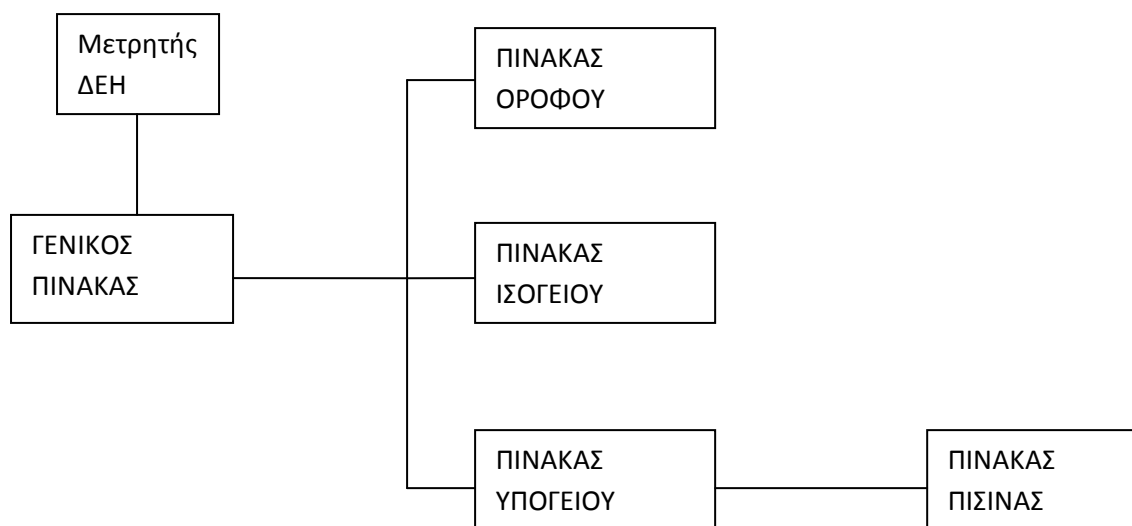 Μετρητής
ΔΕΗ
ΠΙΝΑΚΑΣ
ΟΡΟΦΟΥ
ΓΕΝΙΚΟΣ
ΠΙΝΑΚΑΣ
ΠΙΝΑΚΑΣ
ΙΣΟΓΕΙΟΥ
ΠΙΝΑΚΑΣ
ΥΠΟΓΕΙΟΥ
ΠΙΝΑΚΑΣ
ΠΙΣΙΝΑΣ